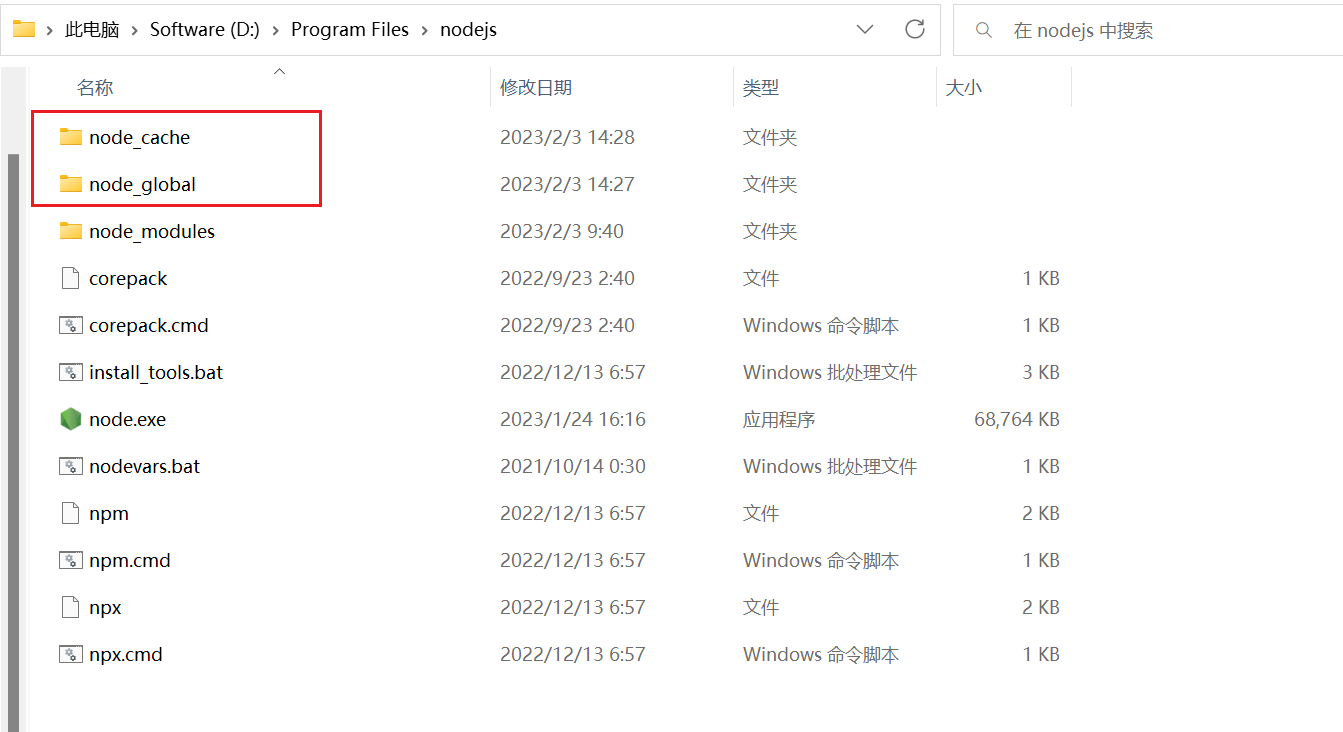 此电脑 > Software (D:) > Program Files > nodejs
在 nodejs 中搜索
名称 修改日期 类型 大小
node_cache 2023/2/3 14:28 文件夹
node_global 2023/2/3 14:27 文件夹
node_modules 2023/2/3 9:40 文件夹
corepack 2022/9/23 2:40 文件 1 KB
corepack.cmd 2022/9/23 2:40 Windows 命令脚本 1 KB
install_tools.bat 2022/12/13 6:57 Windows 批处理文件 3 KB
node.exe 2023/1/24 16:16 应用程序 68,764 KB
nodevars.bat 2021/10/14 0:30 Windows 批处理文件 1 KB
npm 2022/12/13 6:57 文件 2 KB
npm.cmd 2022/12/13 6:57 Windows 命令脚本 1 KB
npx 2022/12/13 6:57 文件 2 KB
npx.cmd 2022/12/13 6:57 Windows 命令脚本 1 KB